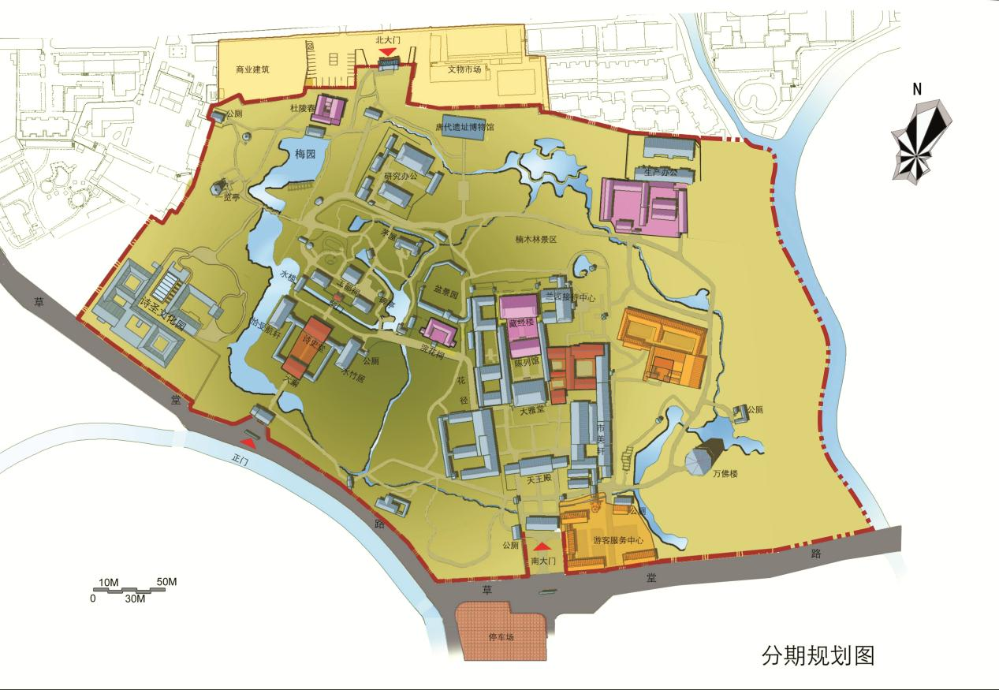 北大门
N
商业建筑
文物市场
杜陵春
公厕
唐代遗址博物馆
梅园
研究办公
生产办公
一览亭
茅屋
楠木林景区
水槛
工部祠
盆景园
兰园接待中心
草
诗圣文化园
柴门
碑亭
恰受航轩
藏经楼
诗史堂
浣花祠
公厕
水竹居
陈列馆
大廨
花径
堂
大雅堂
公厕
市美轩
正门
万佛楼
天王殿
公厕
路
游客服务中心
公厕
南大门
路
堂
草
10M
50M
0
30M
停车场
分期规划图